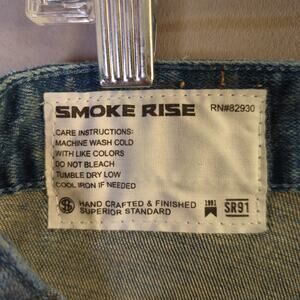 SMOKE RISE RN#82930
CARE INSTRUCTIONS:
MACHINE WASH COLD
WITH LIKE COLORS
DO NOT BLEACH
TUMBLE DRY LOW
COOL IRON IF NEEDED
HAND CRAFTED & FINISHED
SUPERIOR STANDARD
1991
SR91